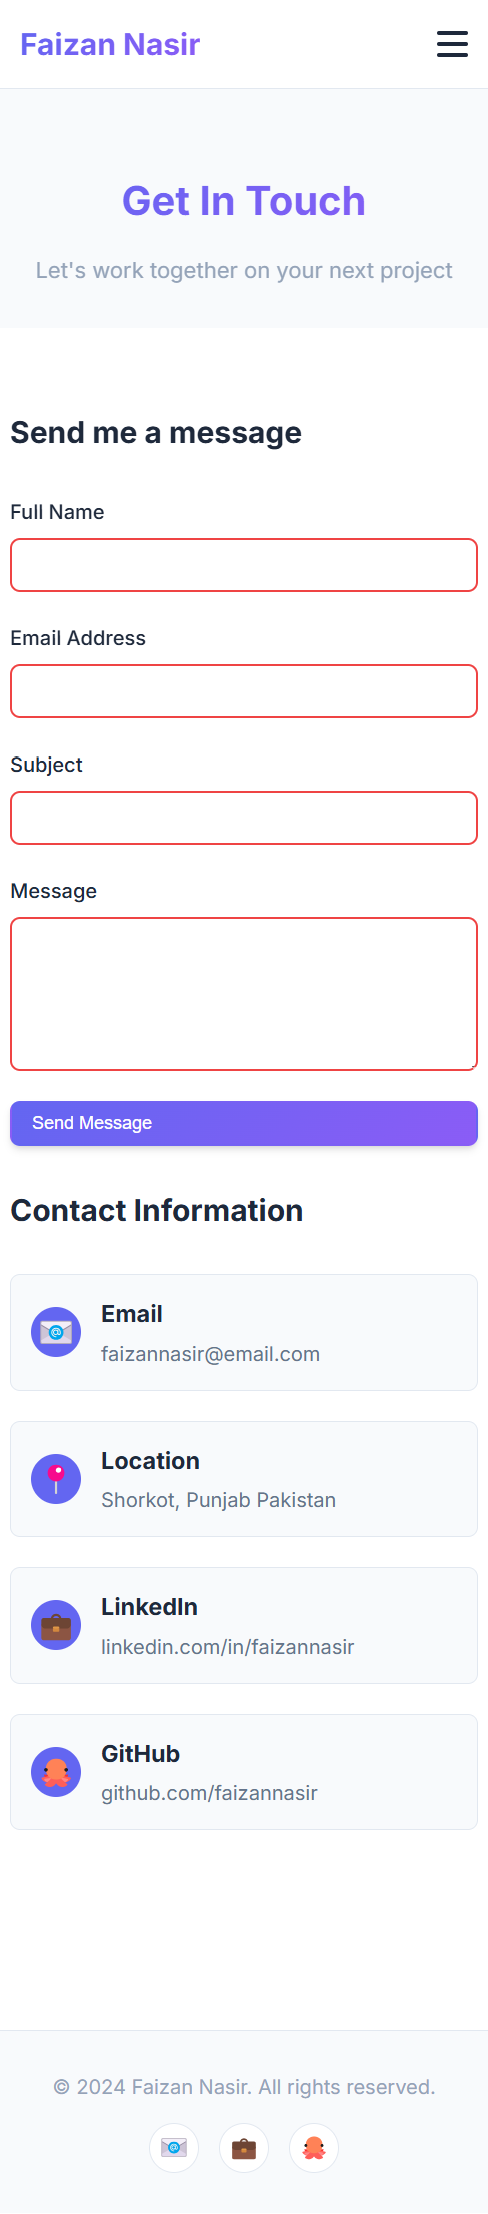 Faizan Nasir
Get In Touch
Let's work together on your next project
Send me a message
Full Name
Email Address
Subject
Message
Send Message
Contact Information
Email
faizannasir@email.com
Location
Shorkot, Punjab Pakistan
LinkedIn
linkedin.com/in/faizannasir
GitHub
github.com/faizannasir
© 2024 Faizan Nasir. All rights reserved.